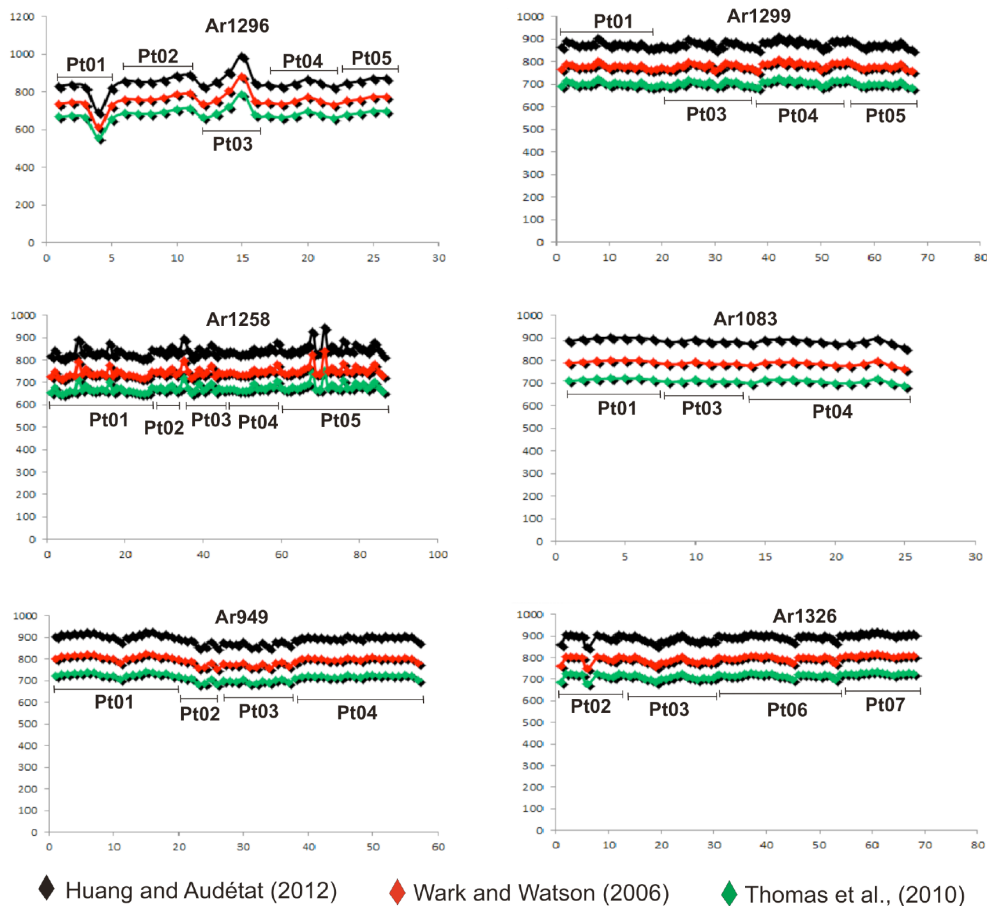 Ar1296
1200
1000
800
600
400
200
0
Pt01
Pt02
Pt03
Pt04
Pt05
0 5 10 15 20 25 30
Ar1299
1000
900
800
700
600
500
400
300
200
100
0
Pt01
Pt03
Pt04
Pt05
0 10 20 30 40 50 60 70 80
Ar1258
1000
900
800
700
600
500
400
300
200
100
0
Pt01
Pt02
Pt03
Pt04
Pt05
0 20 40 60 80 100
Ar1083
1000
900
800
700
600
500
400
300
200
100
0
Pt01
Pt03
Pt04
0 5 10 15 20 25 30
Ar949
1000
900
800
700
600
500
400
300
200
100
0
Pt01
Pt02
Pt03
Pt04
0 10 20 30 40 50 60 70
Ar1326
1000
900
800
700
600
500
400
300
200
100
0
Pt02
Pt03
Pt06
Pt07
0 10 20 30 40 50 60 70 80
Huang and Audétat (2012)
Wark and Watson (2006)
Thomas et al., (2010)